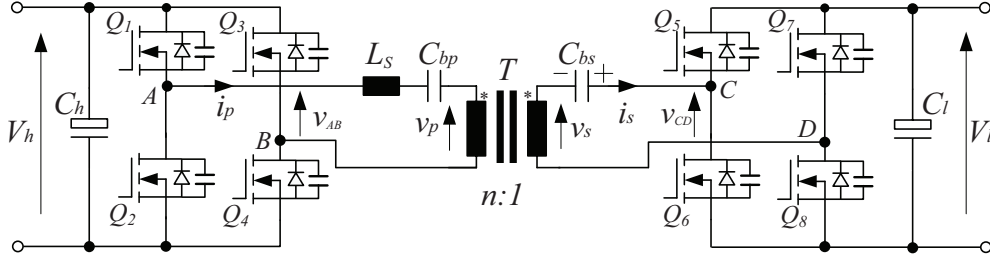 Q1 Q3 Q5 Q7
Ls Cbp T Cbs
− +
A ip * * is C
Vh Ch vAB vp vs vCD Cl
B D
Q2 Q4 n:1 Q6 Q8